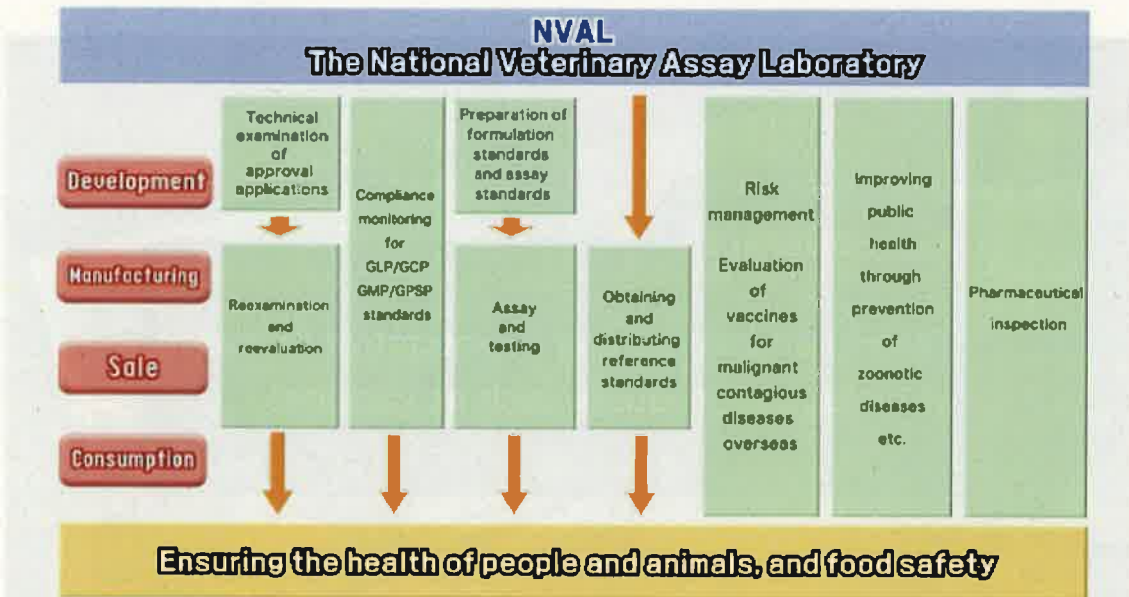 NVAL
The National Veterinary Assay Laboratory
Development
Manufacturing
Sale
Consumption
Technical
examination
of
approval
applications
Reexamination
and
reevaluation
Compliance
monitoring
for
GLP/GCP
GMP/GPSP
standards
Preparation of
formulation
standards
and assay
standards
Assay
and
testing
Obtaining
and
distributing
reference
standards
Risk
management
Evaluation
of
vaccines
for
malignant
contagious
diseases
overseas
Improving
public
health
through
prevention
of
zoonotic
diseases
etc.
Pharmaceutical
inspection
Ensuring the health of people and animals, and food safety